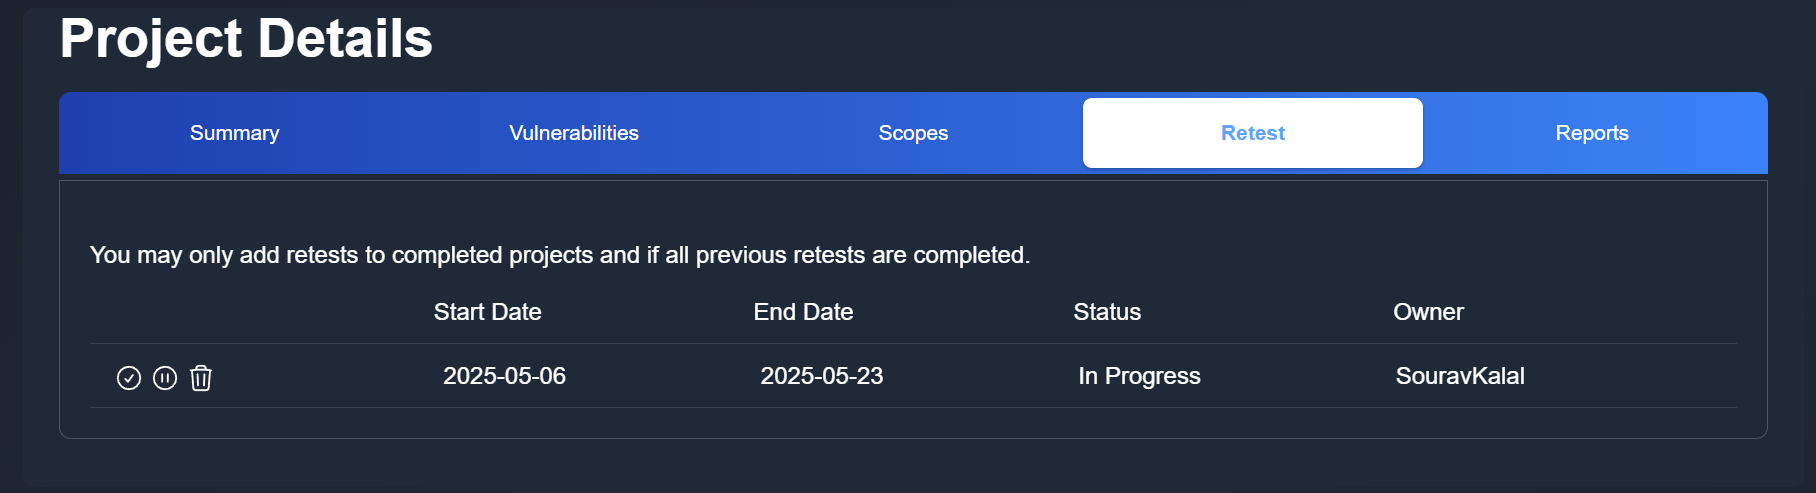 Project Details
Summary Vulnerabilities Scopes Retest Reports
You may only add retests to completed projects and if all previous retests are completed.
Start Date End Date Status Owner
2025-05-06 2025-05-23 In Progress SouravKalal